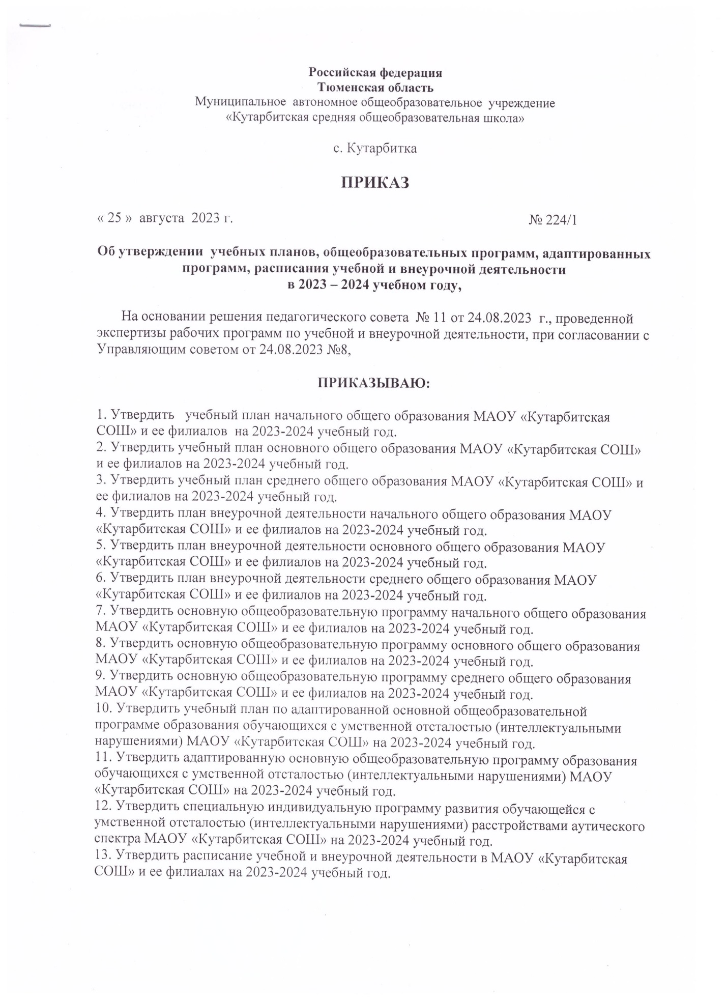 Российская федерация
Тюменская область
Муниципальное автономное общеобразовательное учреждение
«Кутарбитская средняя общеобразовательная школа»
с. Кутарбитка
ПРИКАЗ
« 25 » августа 2023 г. № 224/1
Об утверждении учебных планов, общеобразовательных программ, адаптированных
программ, расписания учебной и внеурочной деятельности
в 2023 – 2024 учебном году,
На основании решения педагогического совета № 11 от 24.08.2023 г., проведенной
экспертизы рабочих программ по учебной и внеурочной деятельности, при согласовании с
Управляющим советом от 24.08.2023 №8,
ПРИКАЗЫВАЮ:
1. Утвердить учебный план начального общего образования МАОУ «Кутарбитская
СОШ» и ее филиалов на 2023-2024 учебный год.
2. Утвердить учебный план основного общего образования МАОУ «Кутарбитская СОШ»
и ее филиалов на 2023-2024 учебный год.
3. Утвердить учебный план среднего общего образования МАОУ «Кутарбитская СОШ» и
ее филиалов на 2023-2024 учебный год.
4. Утвердить план внеурочной деятельности начального общего образования МАОУ
«Кутарбитская СОШ» и ее филиалов на 2023-2024 учебный год.
5. Утвердить план внеурочной деятельности основного общего образования МАОУ
«Кутарбитская СОШ» и ее филиалов на 2023-2024 учебный год.
6. Утвердить план внеурочной деятельности среднего общего образования МАОУ
«Кутарбитская СОШ» и ее филиалов на 2023-2024 учебный год.
7. Утвердить основную общеобразовательную программу начального общего образования
МАОУ «Кутарбитская СОШ» и ее филиалов на 2023-2024 учебный год.
8. Утвердить основную общеобразовательную программу основного общего образования
МАОУ «Кутарбитская СОШ» и ее филиалов на 2023-2024 учебный год.
9. Утвердить основную общеобразовательную программу среднего общего образования
МАОУ «Кутарбитская СОШ» и ее филиалов на 2023-2024 учебный год.
10. Утвердить учебный план по адаптированной основной общеобразовательной
программе образования обучающихся с умственной отсталостью (интеллектуальными
нарушениями) МАОУ «Кутарбитская СОШ» на 2023-2024 учебный год.
11. Утвердить адаптированную основную общеобразовательную программу образования
обучающихся с умственной отсталостью (интеллектуальными нарушениями) МАОУ
«Кутарбитская СОШ» на 2023-2024 учебный год.
12. Утвердить специальную индивидуальную программу развития обучающейся с
умственной отсталостью (интеллектуальными нарушениями) расстройствами аутического
спектра МАОУ «Кутарбитская СОШ» на 2023-2024 учебный год.
13. Утвердить расписание учебной и внеурочной деятельности в МАОУ «Кутарбитская
СОШ» и ее филиалах на 2023-2024 учебный год.